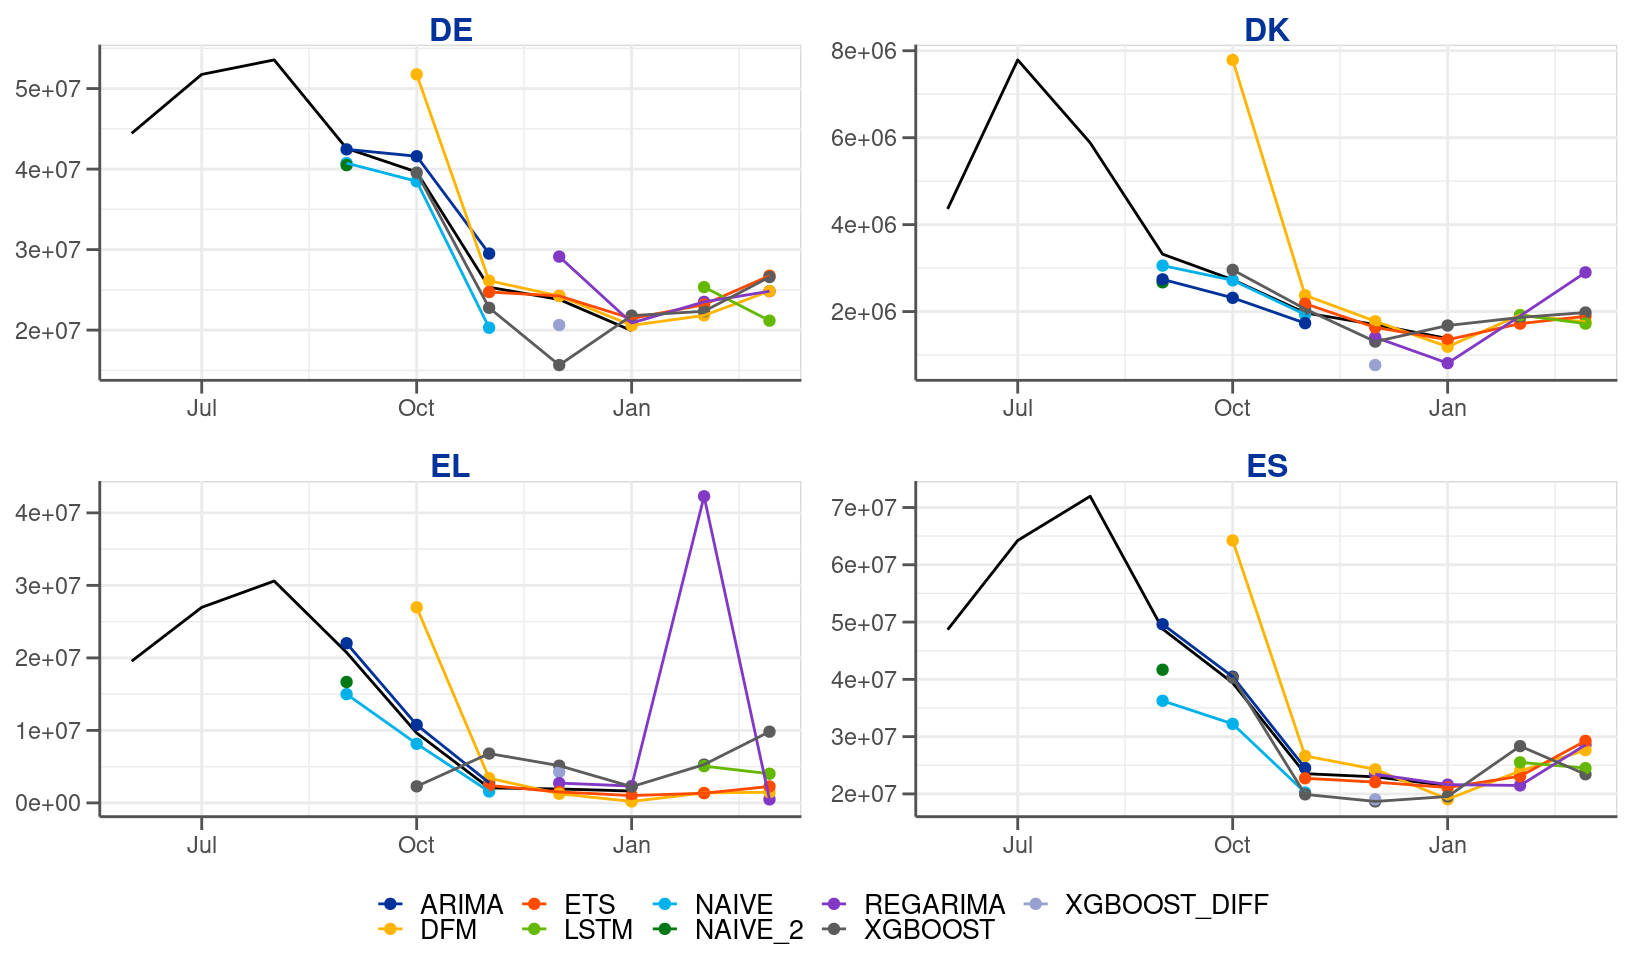 DE
5e+07
4e+07
3e+07
2e+07
Jul Oct Jan
DK
8e+06
6e+06
4e+06
2e+06
Jul Oct Jan
EL
4e+07
3e+07
2e+07
1e+07
0e+00
Jul Oct Jan
ES
7e+07
6e+07
5e+07
4e+07
3e+07
2e+07
Jul Oct Jan
ARIMA ETS NAIVE REGARIMA XGBOOST_DIFF
DFM LSTM NAIVE_2 XGBOOST